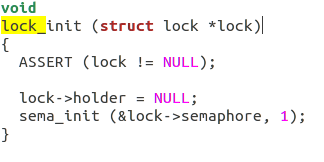 void
lock_init (struct lock *lock)
{
  ASSERT (lock != NULL);
  lock->holder = NULL;
  sema_init (&lock->semaphore, 1);
}